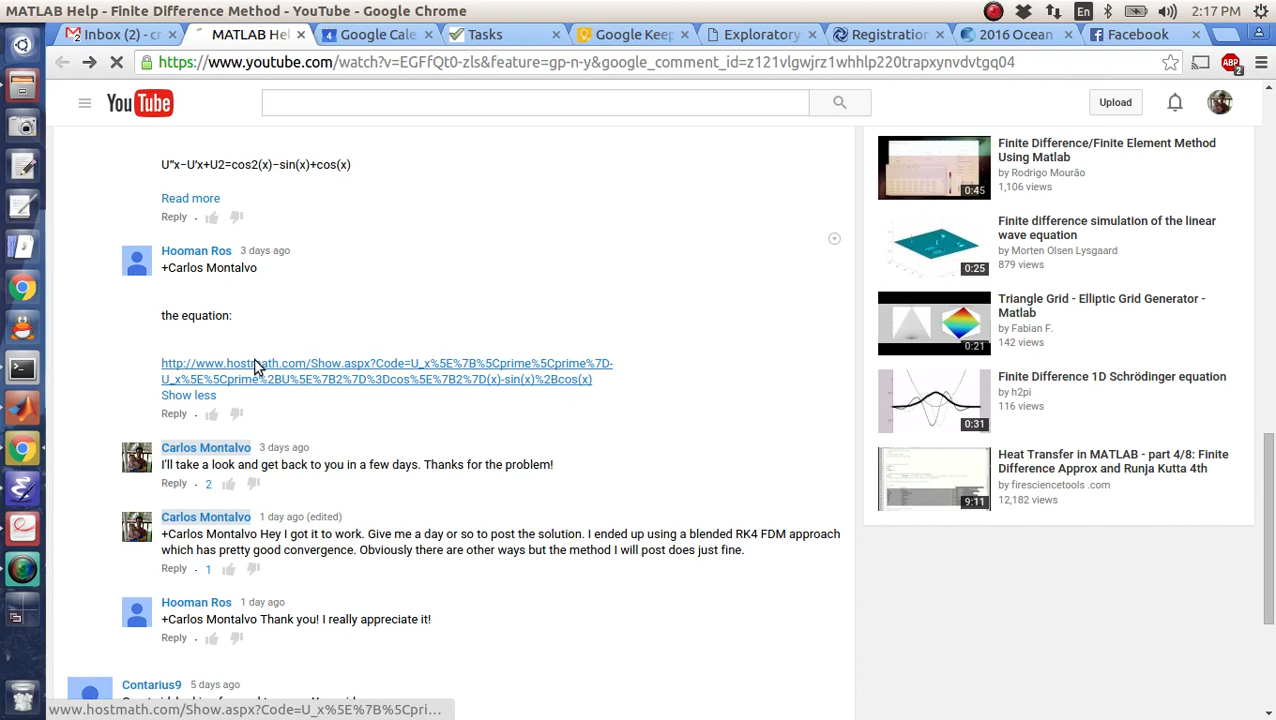 MATLAB Help - Finite Difference Method - YouTube - Google Chrome
En
2:17 PM
Inbox (2) - cr
MATLAB Hel
Google Cale
Tasks
Google Keep
Exploratory
Registration
2016 Ocean
Facebook
https://www.youtube.com/watch?v=EGFfQt0-zls&feature=gp-n-y&google_comment_id=z121vlgwjrz1whhlp220trapxynvdvtgq04
ABP
2
YouTube
Upload
U″x−U′x+U2=cos2(x)−sin(x)+cos(x)
Read more
Reply
Hooman Ros 3 days ago
+Carlos Montalvo
the equation:
http://www.hostmath.com/Show.aspx?Code=U_x%5E%7B%5Cprime%5Cprime%7D-
U_x%5E%5Cprime%2BU%5E%7B2%7D%3Dcos%5E%7B2%7D(x)-sin(x)%2Bcos(x)
Show less
Reply
Carlos Montalvo 3 days ago
I'll take a look and get back to you in a few days. Thanks for the problem!
Reply 2
Carlos Montalvo 1 day ago (edited)
+Carlos Montalvo Hey I got it to work. Give me a day or so to post the solution. I ended up using a blended RK4 FDM approach
which has pretty good convergence. Obviously there are other ways but the method I will post does just fine.
Reply 1
Hooman Ros 1 day ago
+Carlos Montalvo Thank you! I really appreciate it!
Reply
Contarius9 5 days ago
www.hostmath.com/Show.aspx?Code=U_x%5E%7B%5Cpri...
Finite Difference/Finite Element Method
Using Matlab
by Rodrigo Mourão
1,106 views
0:45
Finite difference simulation of the linear
wave equation
by Morten Olsen Lysgaard
879 views
0:25
Triangle Grid - Elliptic Grid Generator -
Matlab
by Fabian F.
142 views
0:21
Finite Difference 1D Schrödinger equation
by h2pi
116 views
0:31
Heat Transfer in MATLAB - part 4/8: Finite
Difference Approx and Runja Kutta 4th
by firesciencetools .com
12,182 views
9:11